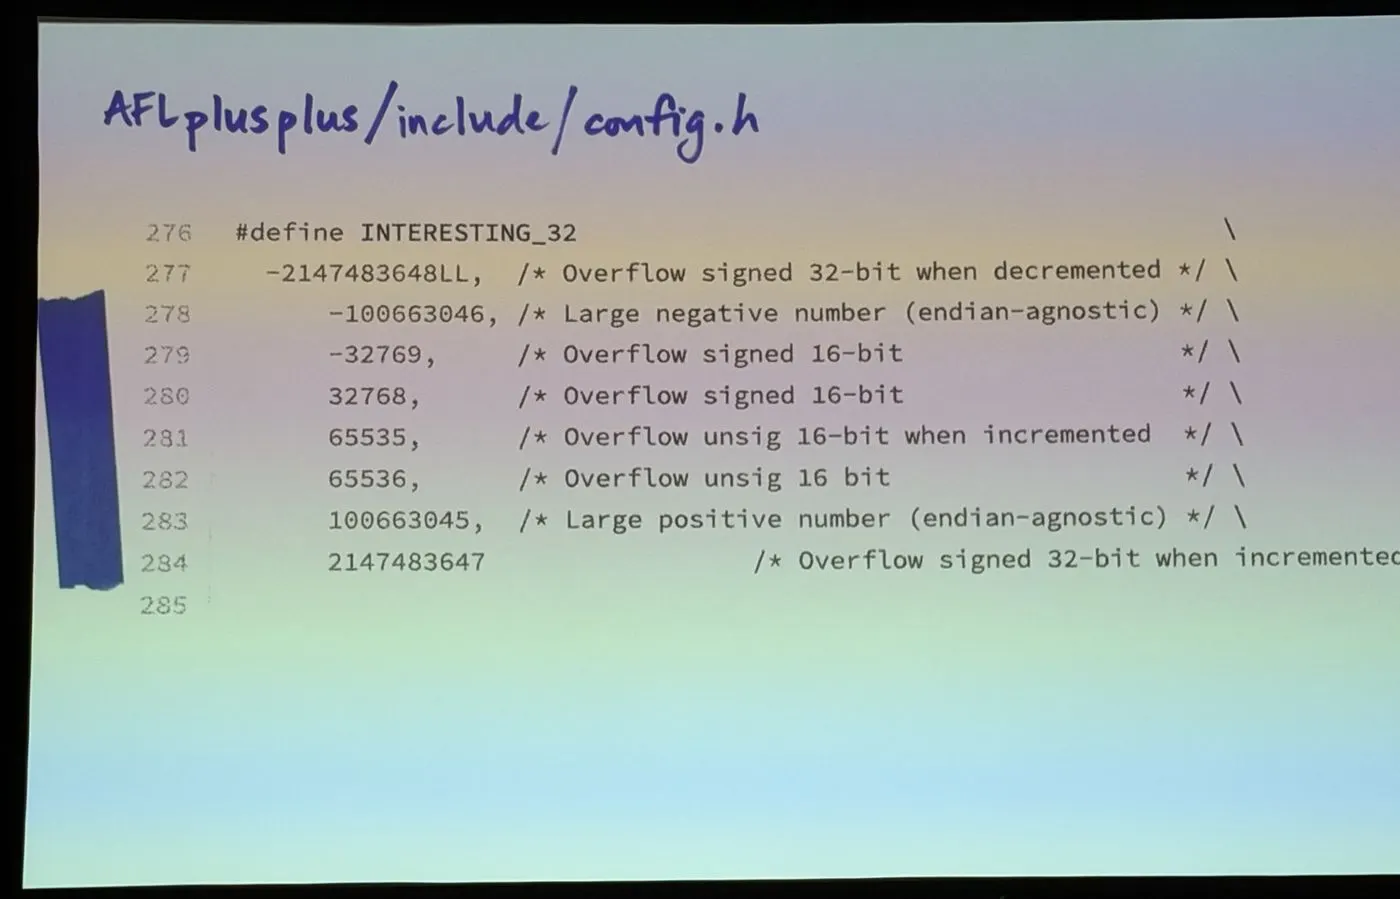 AFLplusplus/include/config.h
276 #define INTERESTING_32 \
277 -2147483648LL, /* Overflow signed 32-bit when decremented */ \
278 -100663046, /* Large negative number (endian-agnostic) */ \
279 -32769, /* Overflow signed 16-bit */ \
280 32768, /* Overflow signed 16-bit */ \
281 65535, /* Overflow unsig 16-bit when incremented */ \
282 65536, /* Overflow unsig 16 bit */ \
283 100663045, /* Large positive number (endian-agnostic) */ \
284 2147483647 /* Overflow signed 32-bit when incremented
285